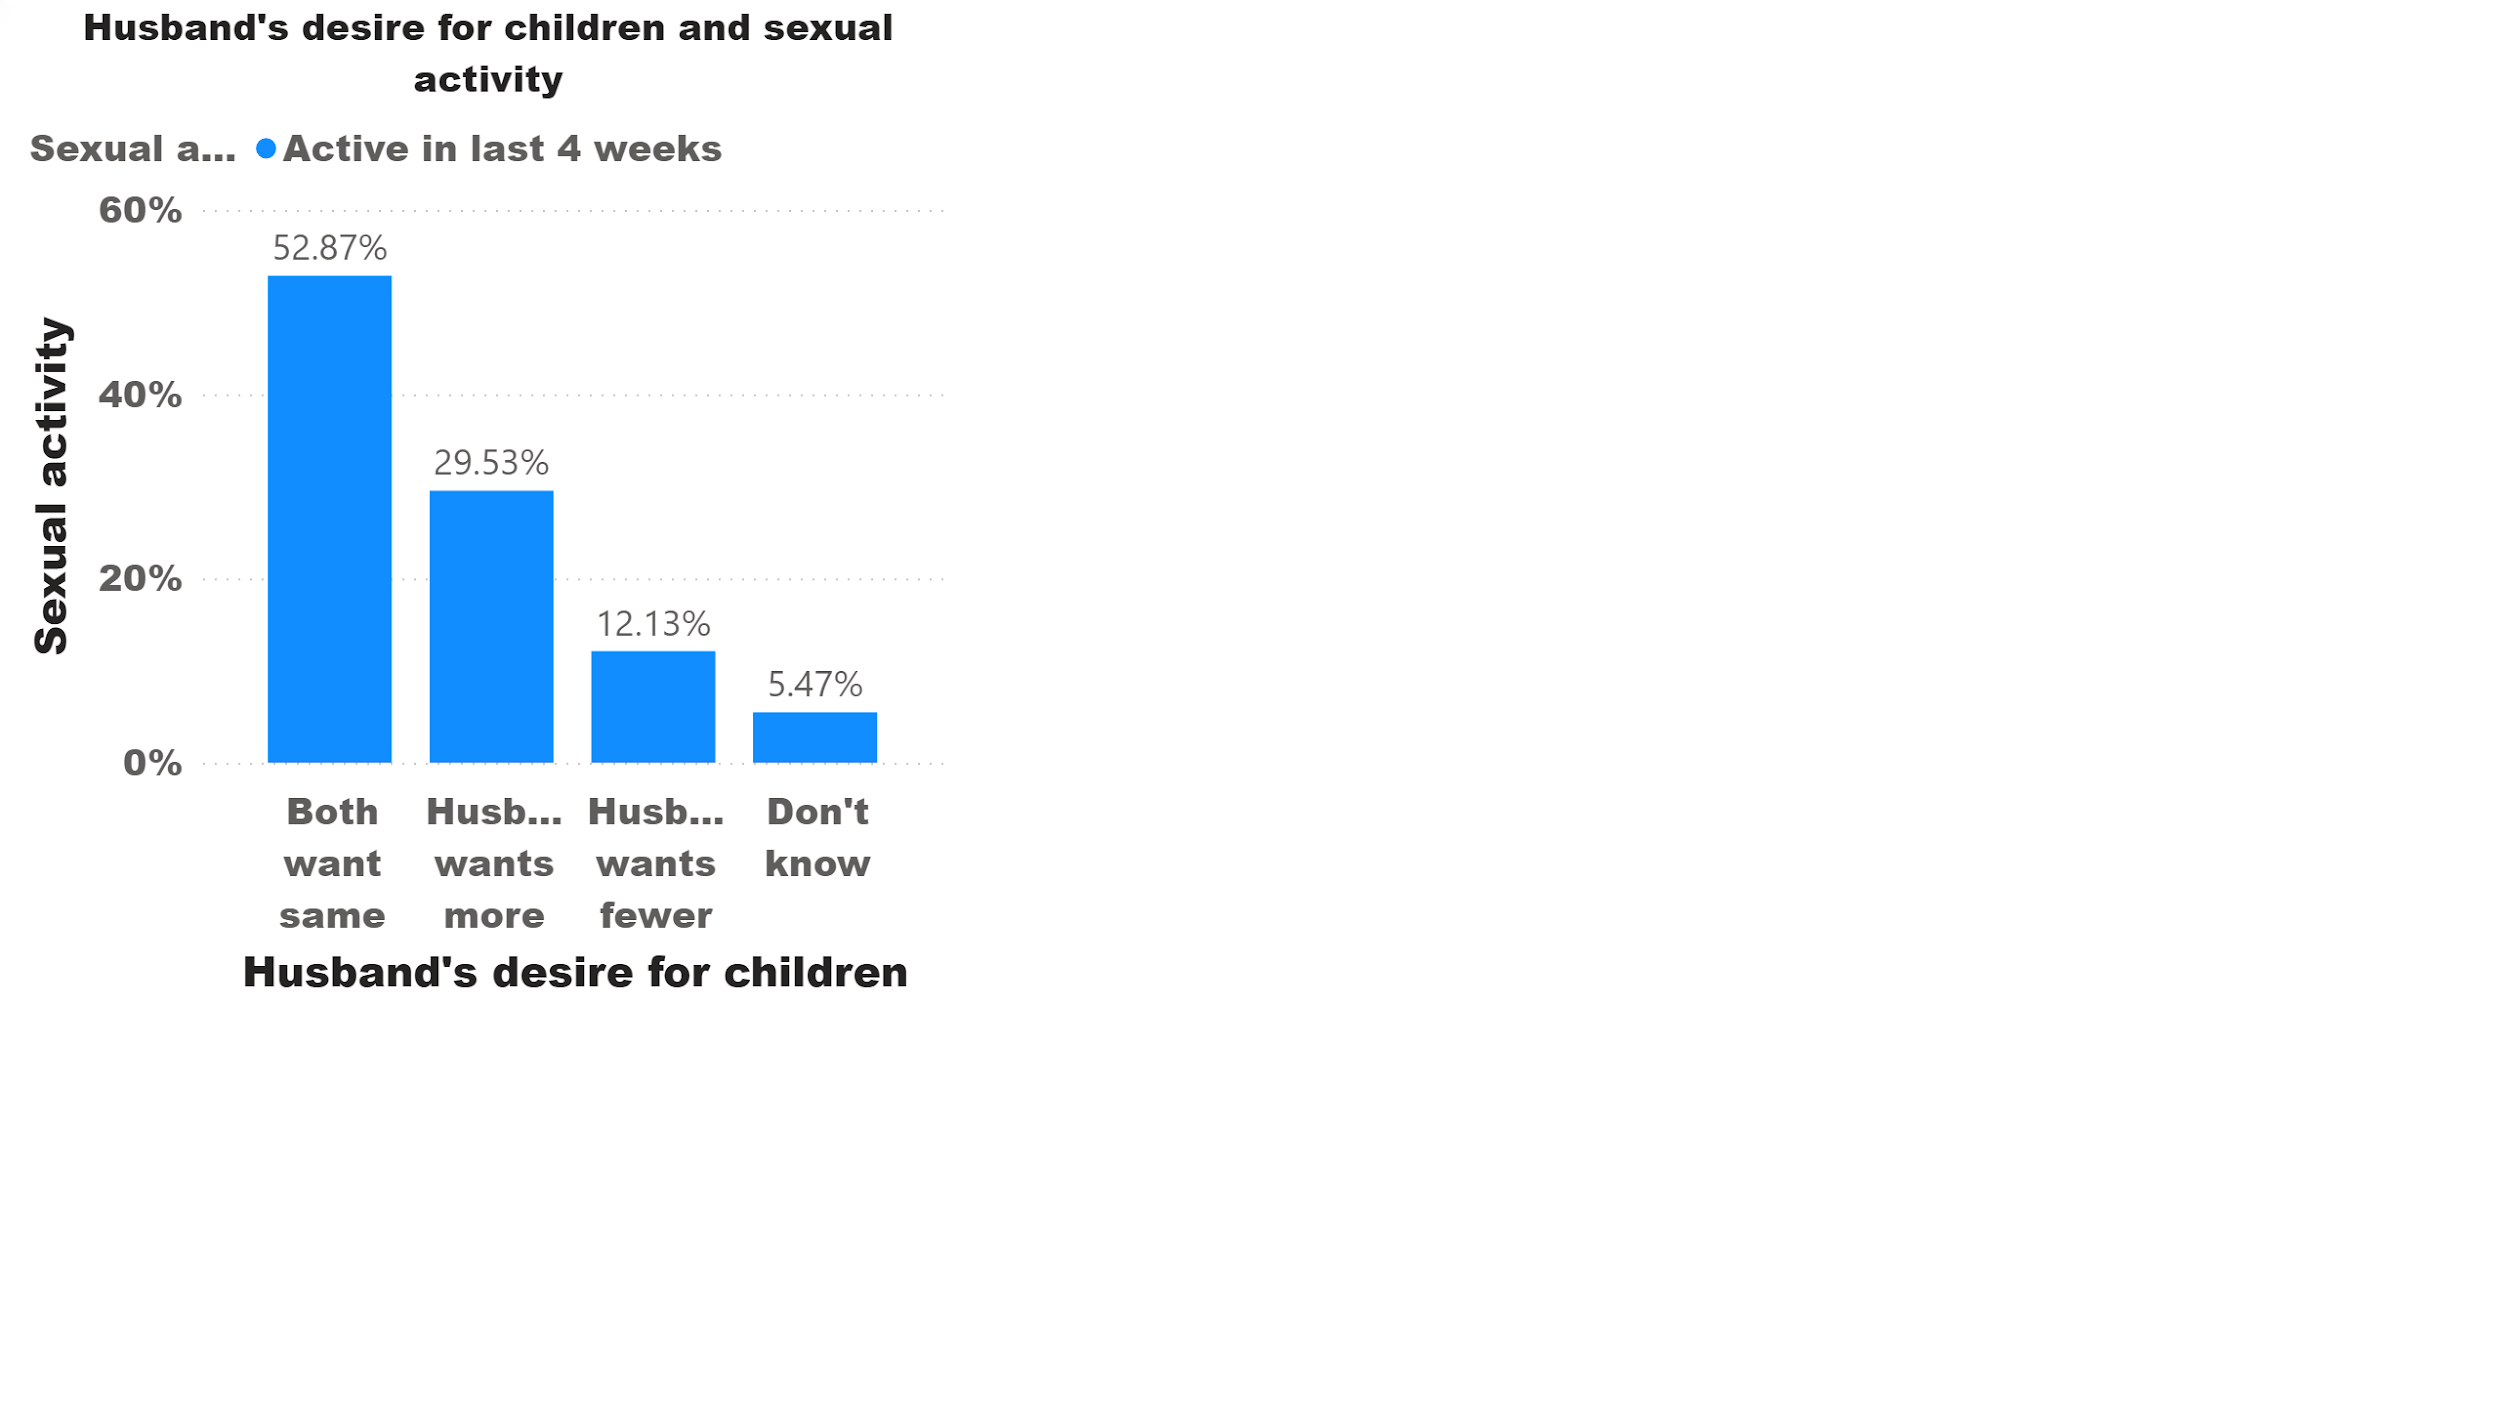 Husband's desire for children and sexual
activity
Sexual a... Active in last 4 weeks
60%
52.87%
40%
29.53%
20%
12.13%
5.47%
0%
Sexual activity
Both want same
Husb... wants more
Husb... wants fewer
Don't know
Husband's desire for children